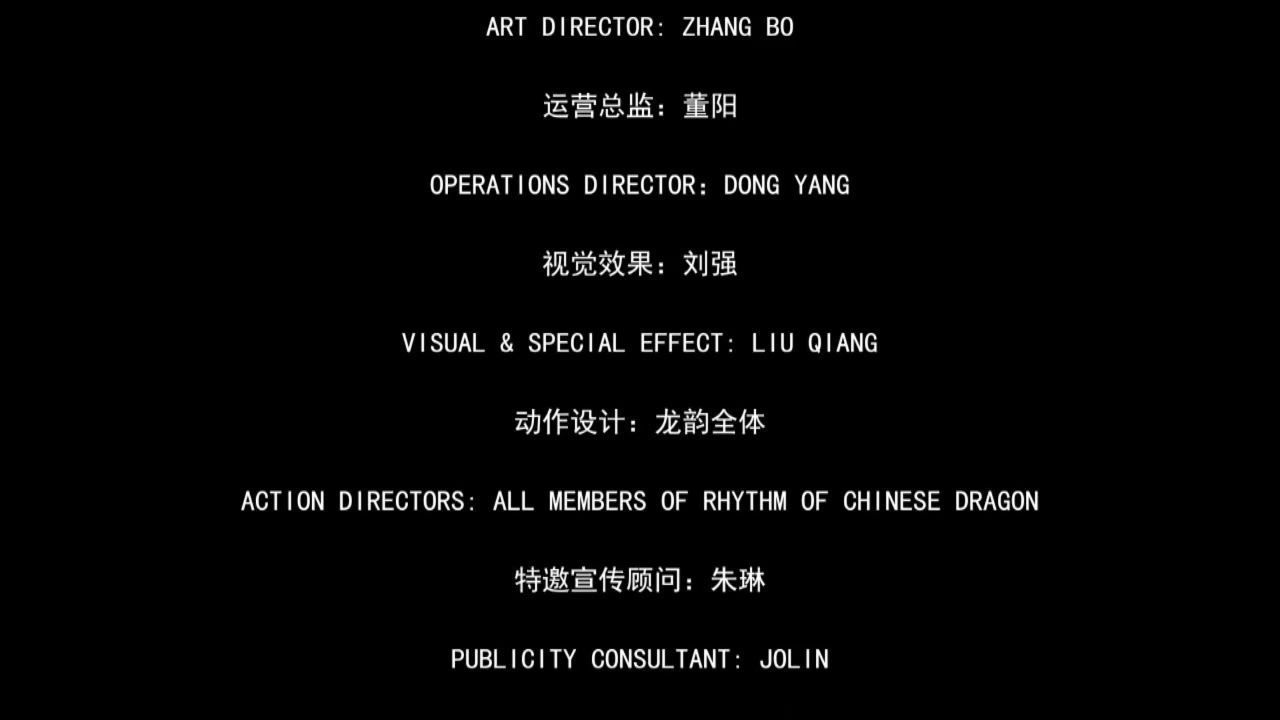 ART DIRECTOR: ZHANG BO
运营总监：董阳
OPERATIONS DIRECTOR：DONG YANG
视觉效果：刘强
VISUAL & SPECIAL EFFECT: LIU QIANG
动作设计：龙韵全体
ACTION DIRECTORS: ALL MEMBERS OF RHYTHM OF CHINESE DRAGON
特邀宣传顾问：朱琳
PUBLICITY CONSULTANT: JOLIN